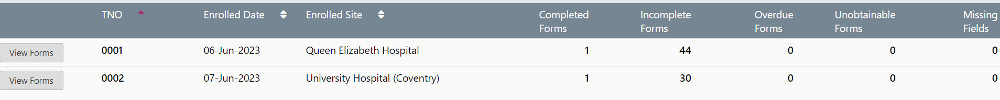 TNO Enrolled Date Enrolled Site Completed Forms Incomplete Forms Overdue Forms Unobtainable Forms Missing Fields
View Forms 0001 06-Jun-2023 Queen Elizabeth Hospital 1 44 0 0 0
View Forms 0002 07-Jun-2023 University Hospital (Coventry) 1 30 0 0 0